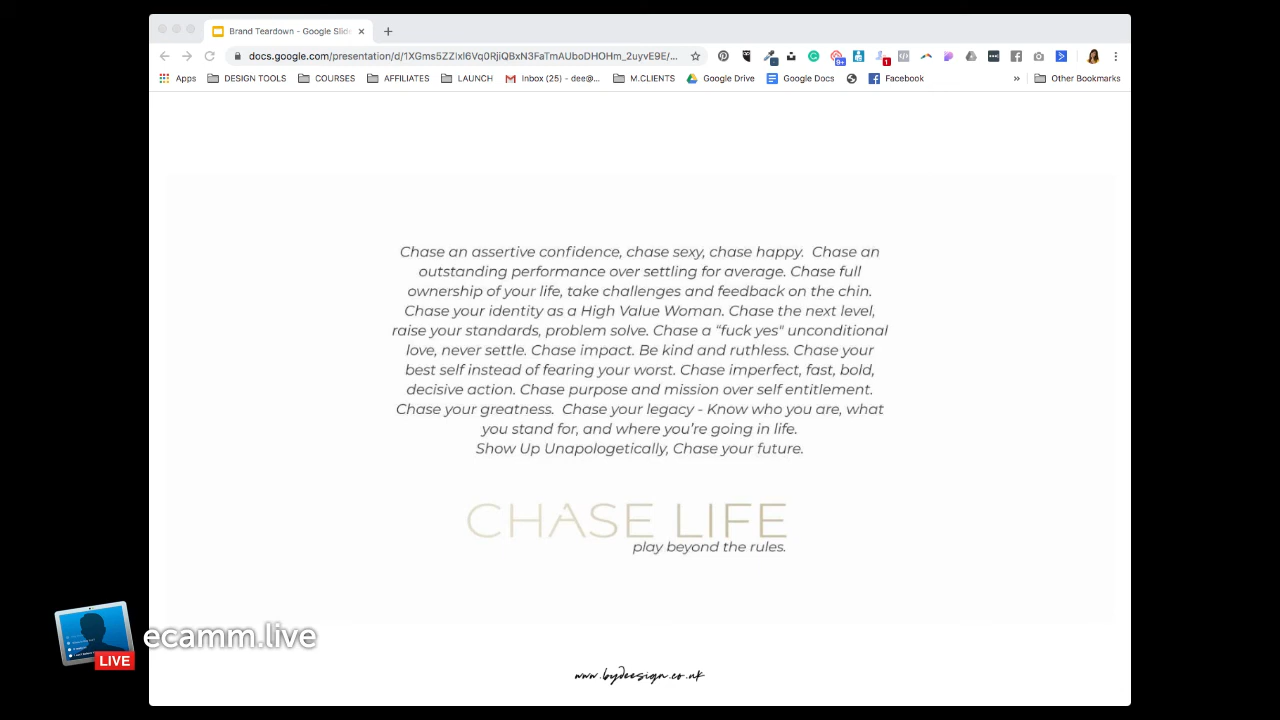 Brand Teardown - Google Slide
docs.google.com/presentation/d/1XGms5ZZIxI6Vq0RjiQBxN3FaTmAUboDHOHm_2uyvE9E/...
Apps DESIGN TOOLS COURSES AFFILIATES LAUNCH Inbox (25) - dee@... M.CLIENTS Google Drive Google Docs Facebook » Other Bookmarks
Chase an assertive confidence, chase sexy, chase happy. Chase an
outstanding performance over settling for average. Chase full
ownership of your life, take challenges and feedback on the chin.
Chase your identity as a High Value Woman. Chase the next level,
raise your standards, problem solve. Chase a “fuck yes" unconditional
love, never settle. Chase impact. Be kind and ruthless. Chase your
best self instead of fearing your worst. Chase imperfect, fast, bold,
decisive action. Chase purpose and mission over self entitlement.
Chase your greatness. Chase your legacy - Know who you are, what
you stand for, and where you’re going in life.
Show Up Unapologetically, Chase your future.
CHASE LIFE
play beyond the rules.
LIVE ecamm.live
www.bydeesign.co.uk